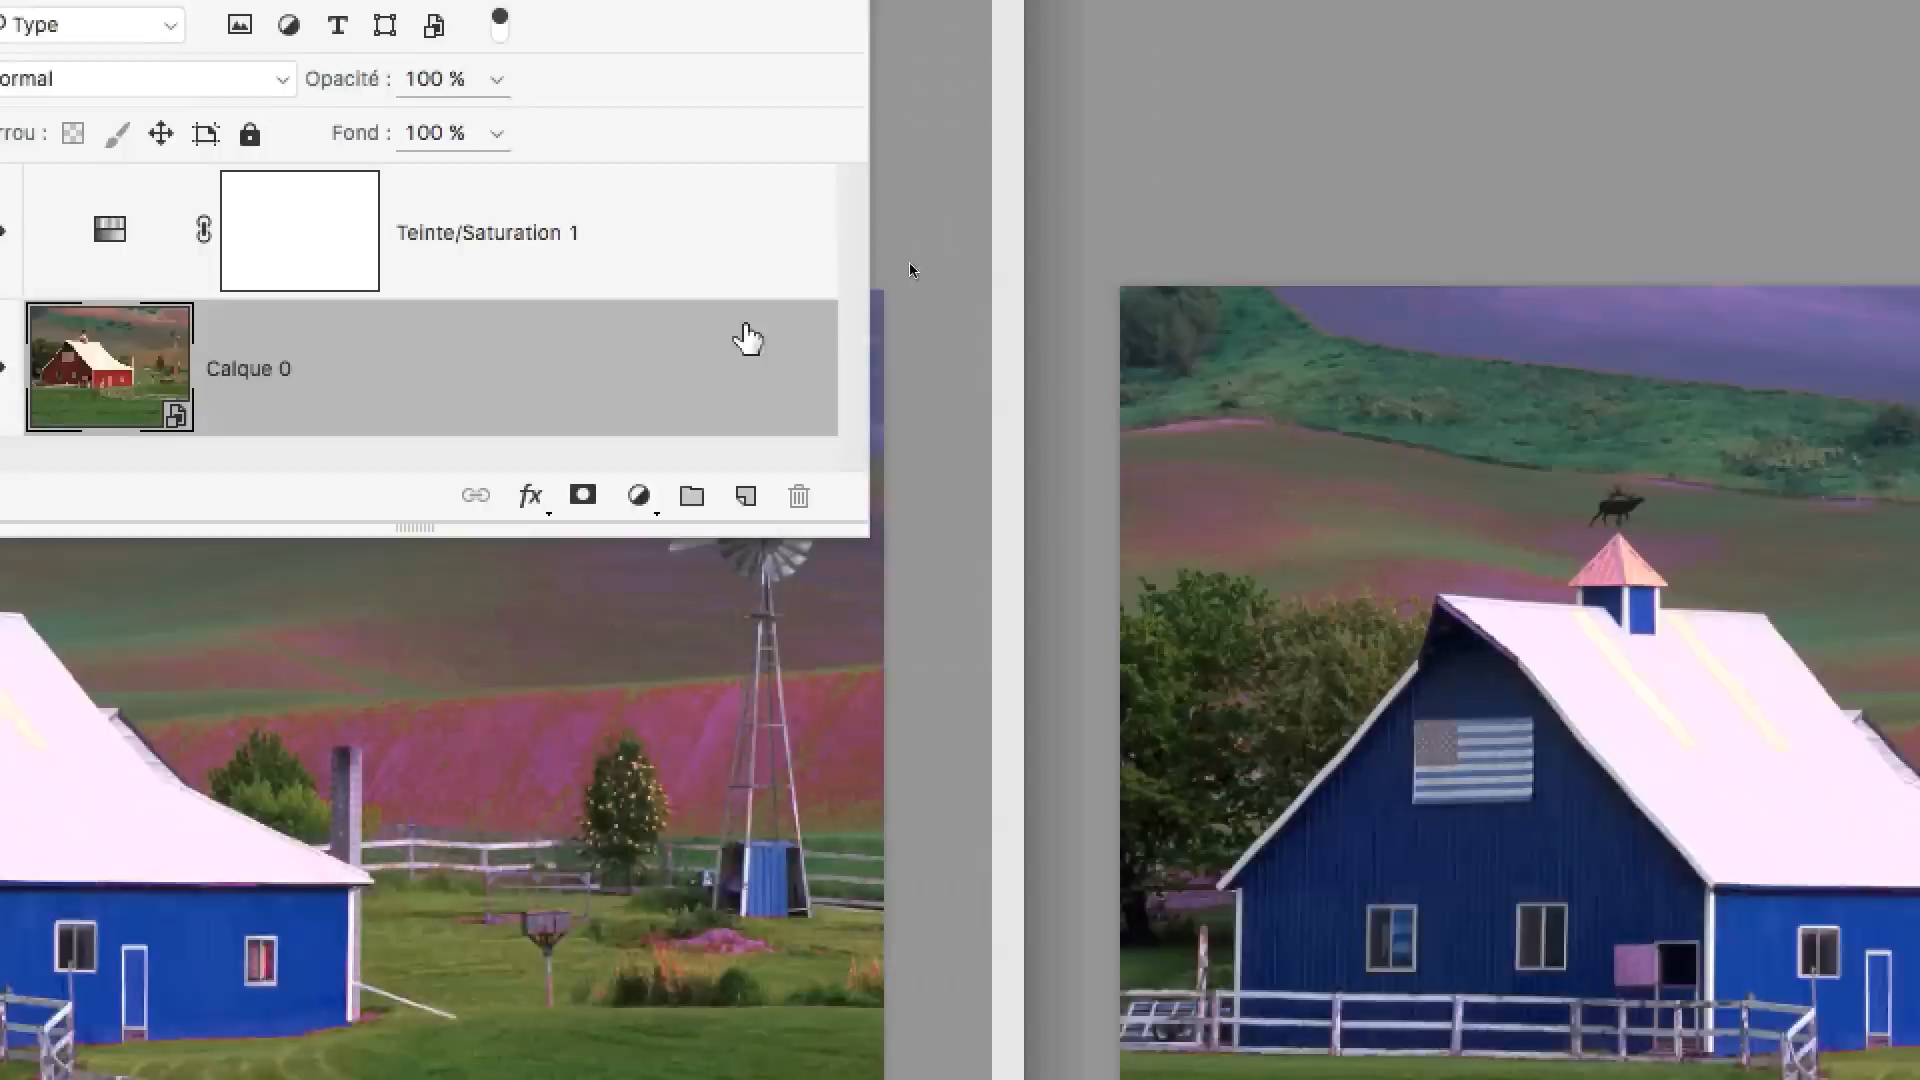 Type
ormal
Opacité : 100 %
rrou :
Fond : 100 %
Teinte/Saturation 1
Calque 0
fx